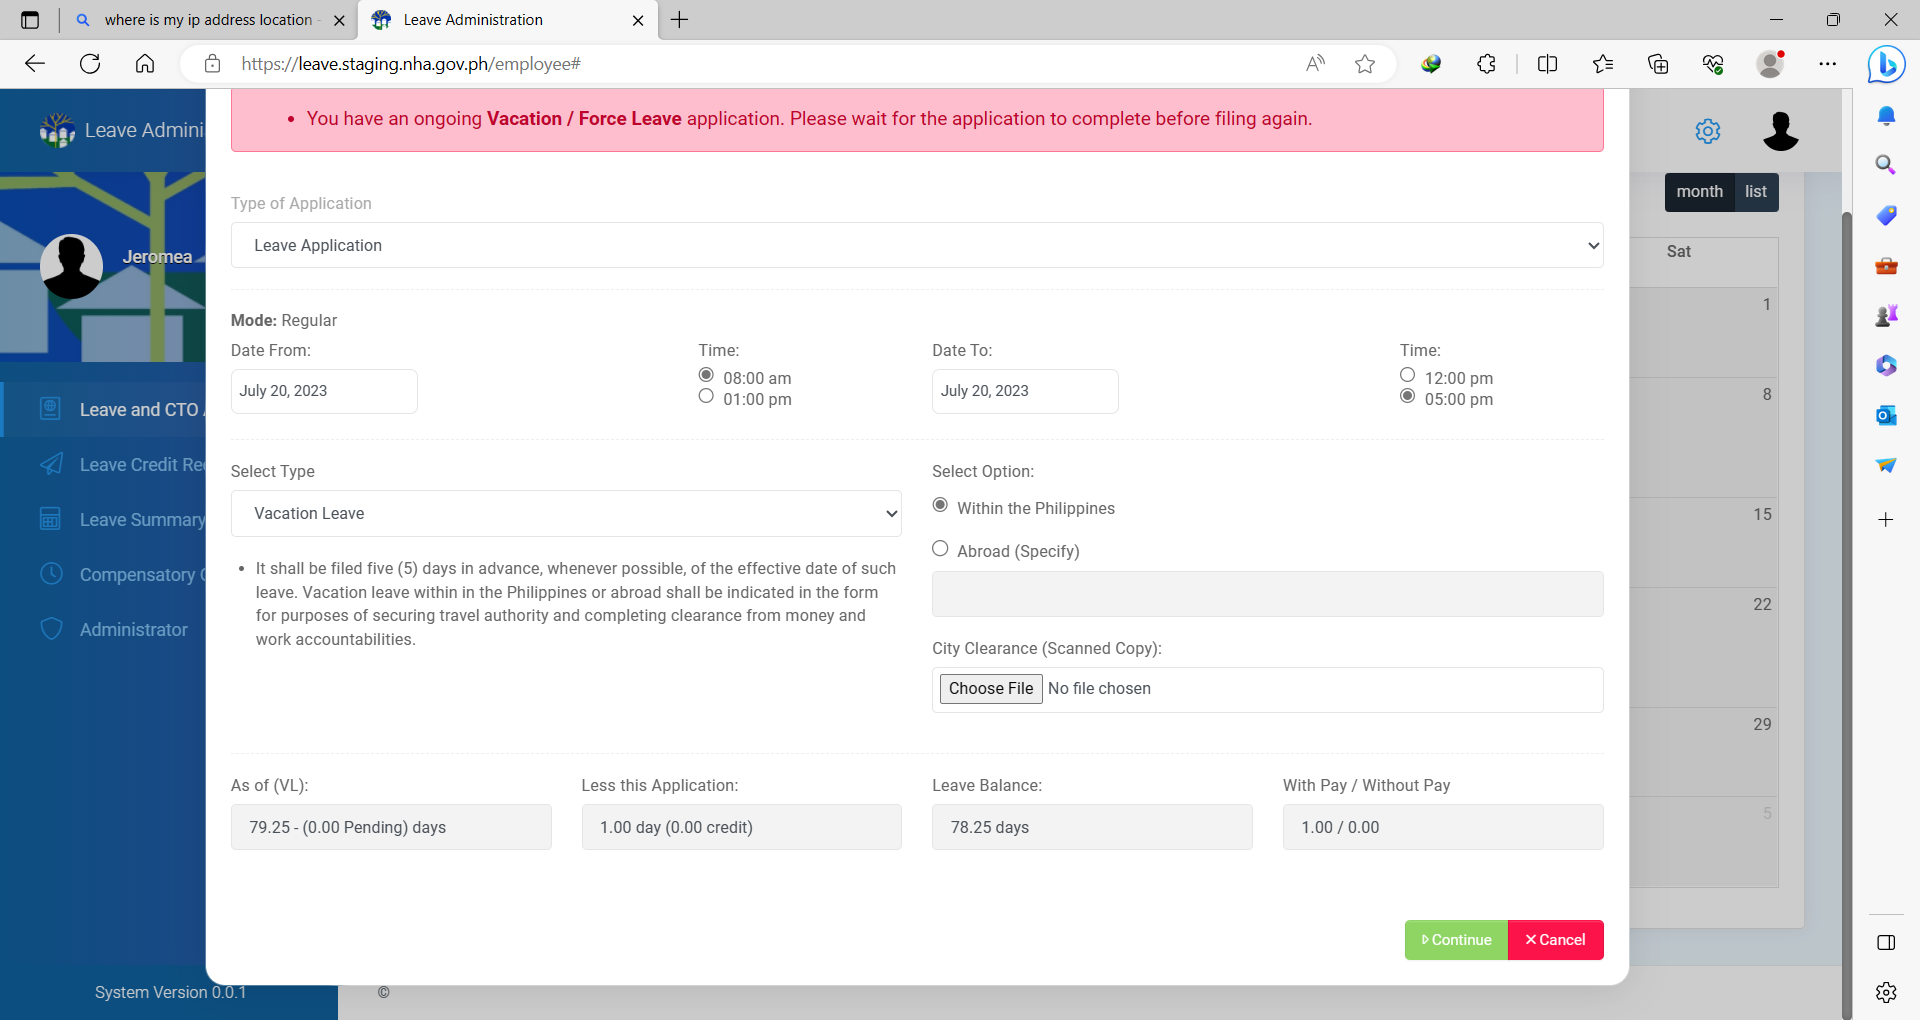 where is my ip address location
Leave Administration
https://leave.staging.nha.gov.ph/employee#
Leave Admini
You have an ongoing Vacation / Force Leave application. Please wait for the application to complete before filing again.
month list
Type of Application
Leave Application
Sat
Jeromea
1
Mode: Regular
Date From:
Time:
Date To:
Time:
July 20, 2023
08:00 am
01:00 pm
July 20, 2023
12:00 pm
05:00 pm
8
Leave and CTO
Leave Credit Re
Leave Summary
Compensatory
Administrator
Select Type
Vacation Leave
It shall be filed five (5) days in advance, whenever possible, of the effective date of such
leave. Vacation leave within in the Philippines or abroad shall be indicated in the form
for purposes of securing travel authority and completing clearance from money and
work accountabilities.
Select Option:
Within the Philippines
Abroad (Specify)
City Clearance (Scanned Copy):
Choose File No file chosen
15
22
29
5
As of (VL):
79.25 - (0.00 Pending) days
Less this Application:
1.00 day (0.00 credit)
Leave Balance:
78.25 days
With Pay / Without Pay
1.00 / 0.00
Continue
Cancel
System Version 0.0.1
©